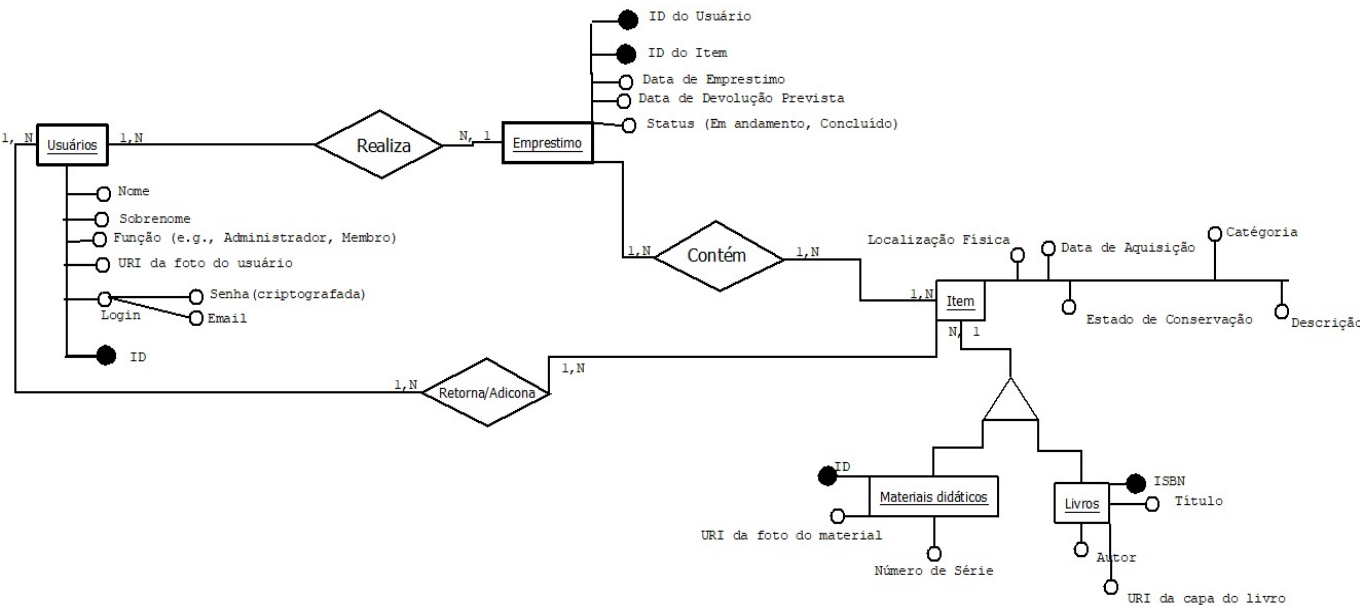 ID do Usuário
ID do Item
Data de Emprestimo
Data de Devolução Prevista
Status (Em andamento, Concluído)
1, N
Usuários
1,N
Realiza
N, 1
Emprestimo
Nome
Sobrenome
Função (e.g., Administrador, Membro)
URI da foto do usuário
Senha(criptografada)
Login
Email
ID
1,N
Contém
1,N
Localização Física
Data de Aquisição
Catégoria
1,N
Item
Estado de Conservação
Descrição
N, 1
1,N
Retorna/Adicona
1,N
ID
Materiais didáticos
URI da foto do material
Número de Série
ISBN
Livros
Título
Autor
URI da capa do livro